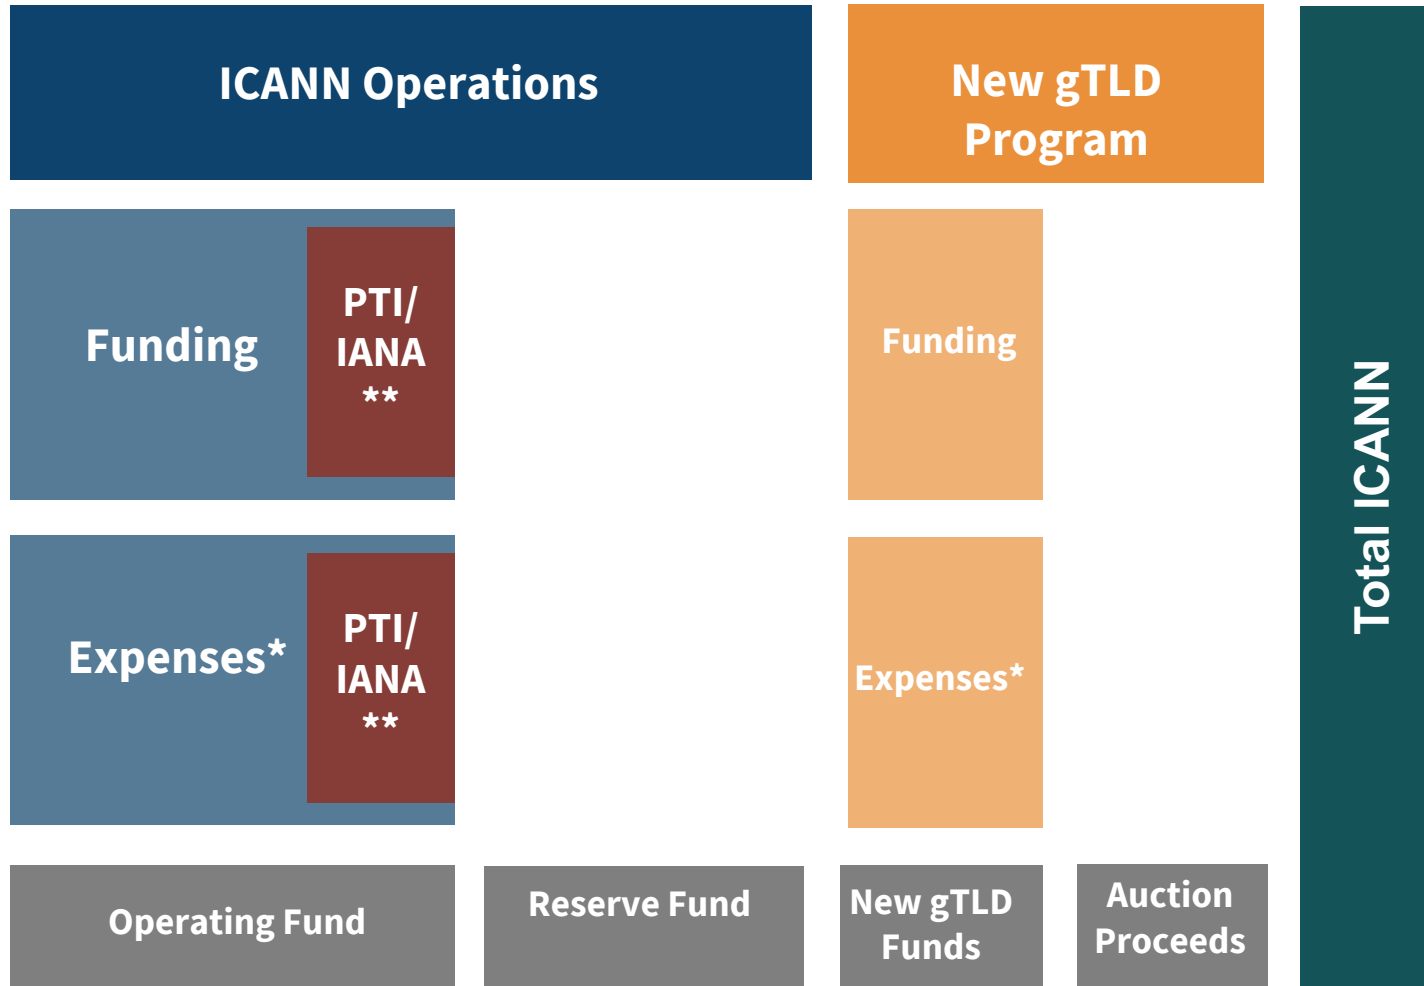 ICANN Operations
New gTLD
Program
Funding
PTI/
IANA
**
Funding
Expenses*
PTI/
IANA
**
Expenses*
Operating Fund
Reserve Fund
New gTLD
Funds
Auction
Proceeds
Total ICANN